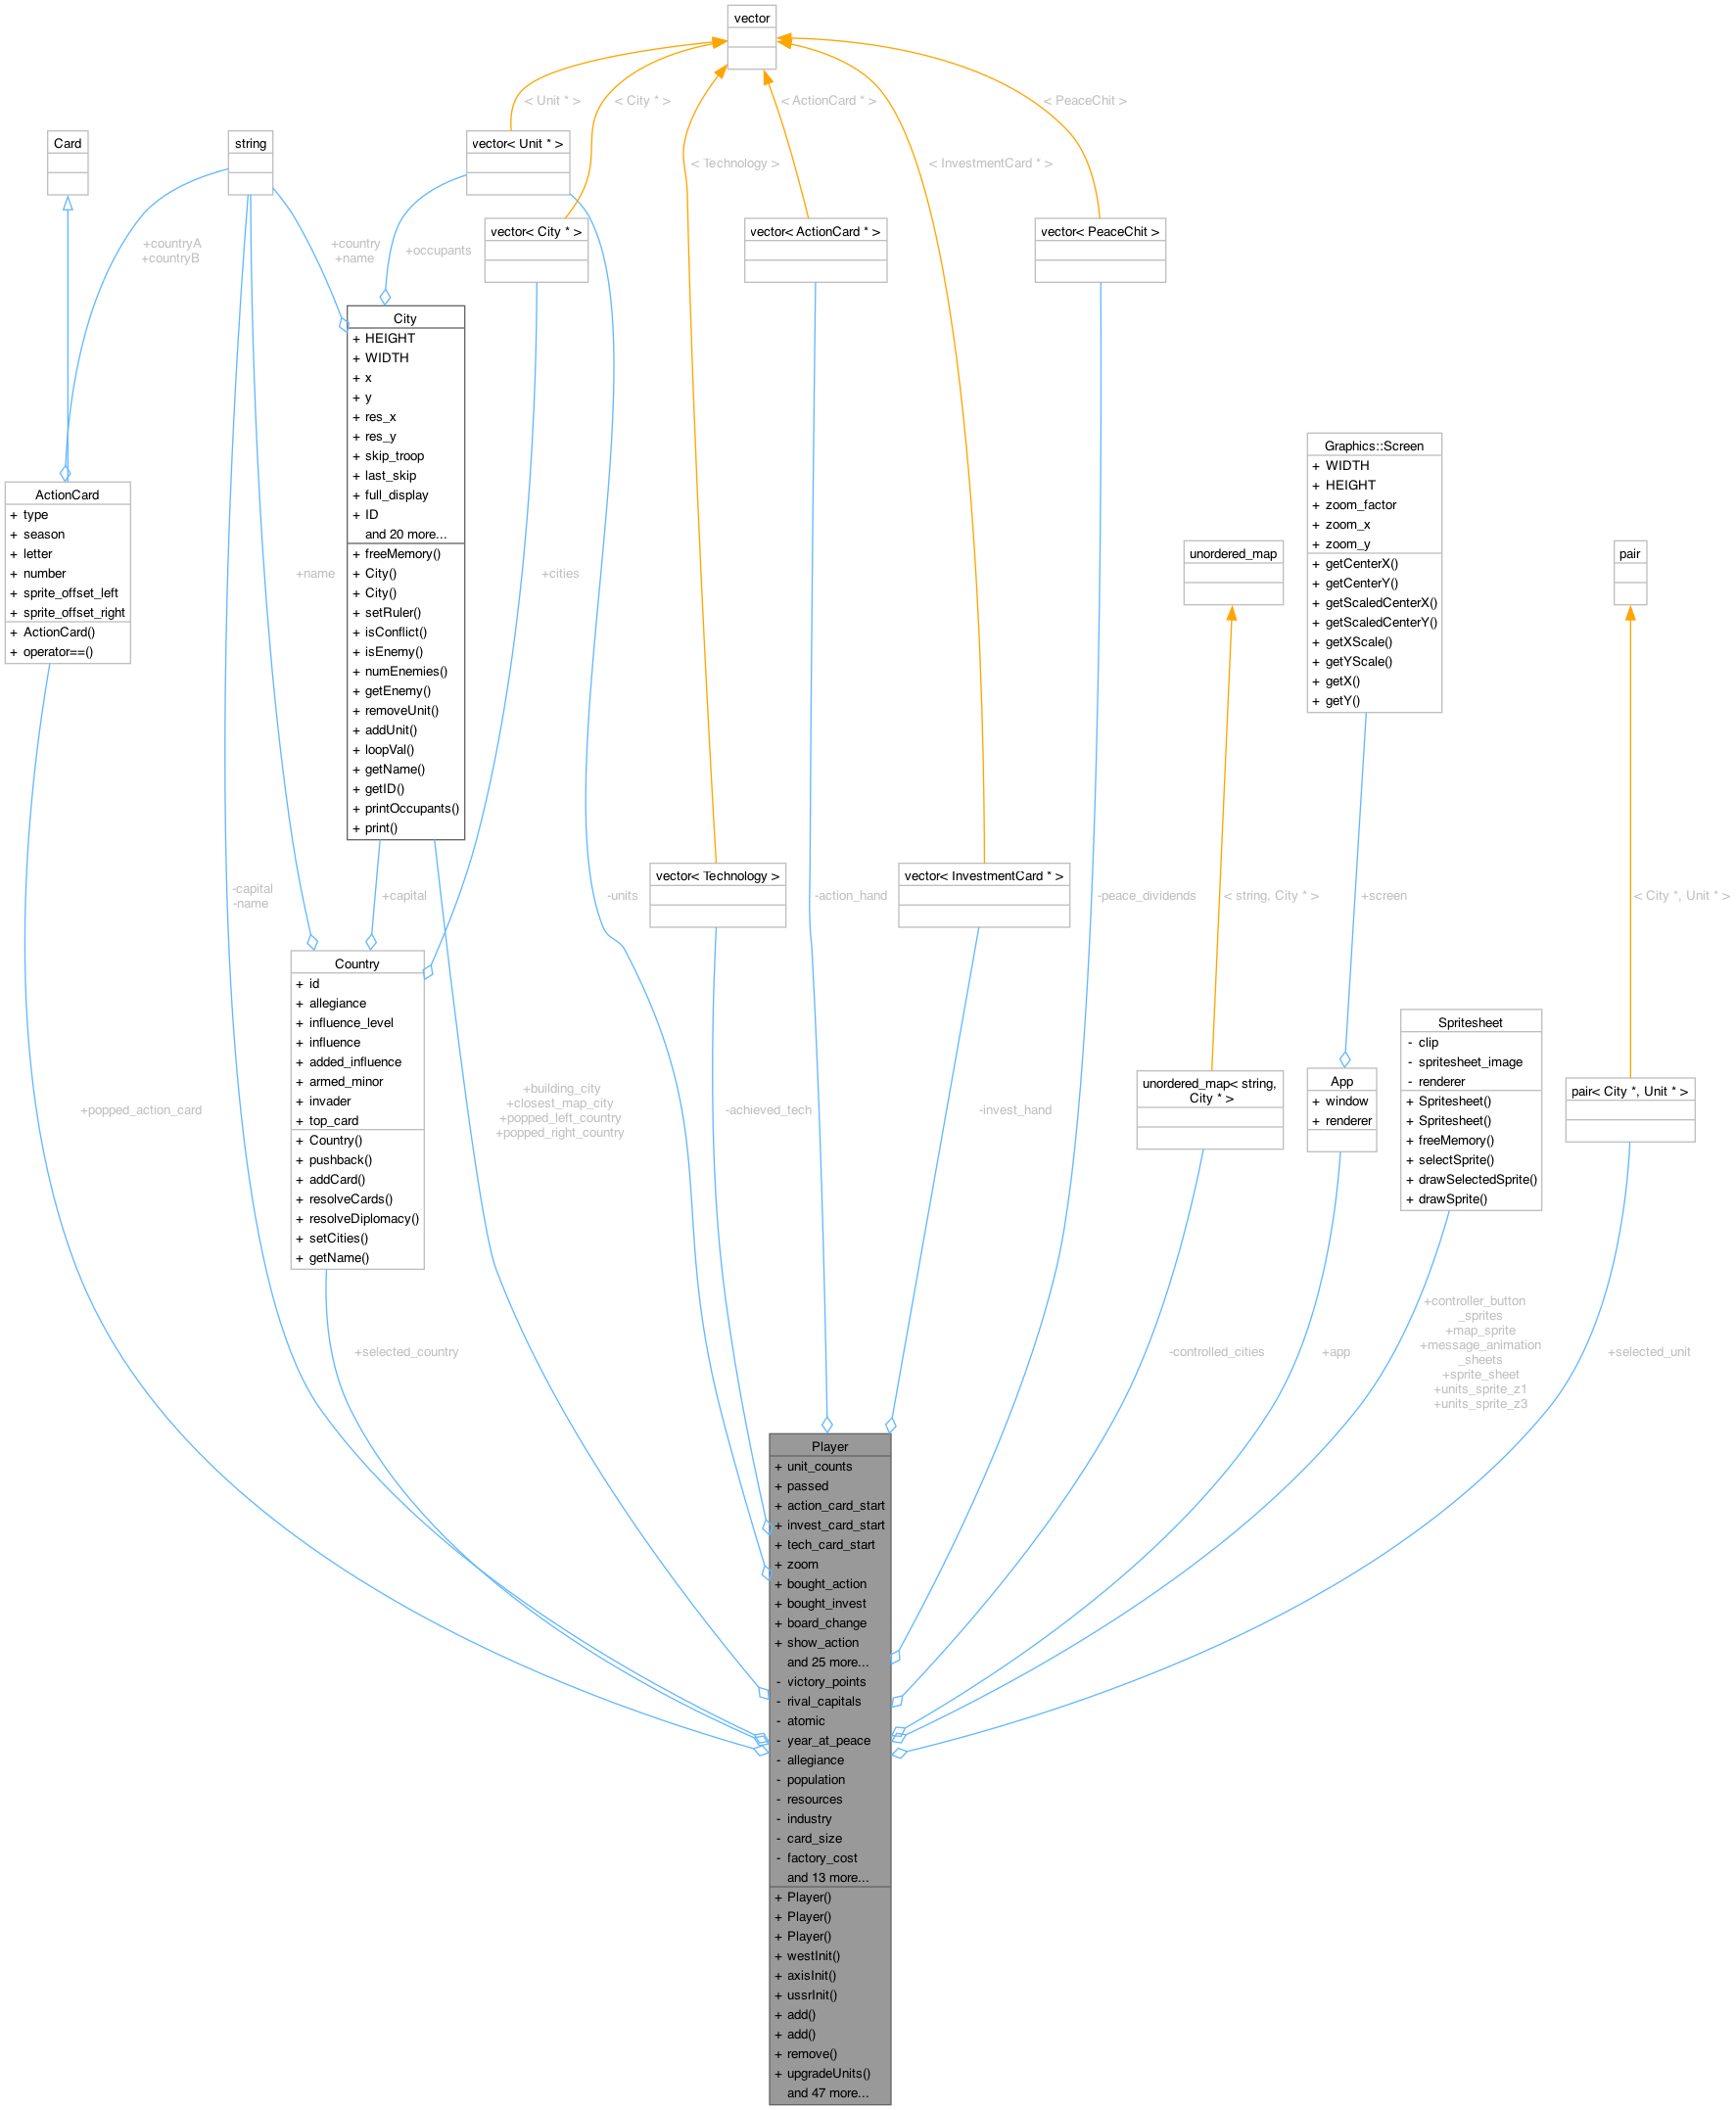 vector
< Unit * >
< City * >
< ActionCard * >
< PeaceChit >
Card
string
vector< Unit * >
< Technology >
< InvestmentCard * >
vector< City * >
vector< ActionCard * >
vector< PeaceChit >
+countryA
+countryB
+country
+name
+occupants
City
+ HEIGHT
+ WIDTH
+ x
+ y
+ res_x
+ res_y
+ skip_troop
+ last_skip
+ full_display
+ ID
and 20 more...
+ freeMemory()
+ City()
+ City()
+ setRuler()
+ isConflict()
+ isEnemy()
+ numEnemies()
+ getEnemy()
+ removeUnit()
+ addUnit()
+ loopVal()
+ getName()
+ getID()
+ printOccupants()
+ print()
Graphics::Screen
+ WIDTH
+ HEIGHT
+ zoom_factor
+ zoom_x
+ zoom_y
+ getCenterX()
+ getCenterY()
+ getScaledCenterX()
+ getScaledCenterY()
+ getXScale()
+ getYScale()
+ getX()
+ getY()
ActionCard
+ type
+ season
+ letter
+ number
+ sprite_offset_left
+ sprite_offset_right
+ ActionCard()
+ operator==()
unordered_map
pair
+name
+cities
vector< Technology >
vector< InvestmentCard * >
-capital
-name
+capital
-units
-action_hand
-peace_dividends
< string, City * >
+screen
< City *, Unit * >
Country
+ id
+ allegiance
+ influence_level
+ influence
+ added_influence
+ armed_minor
+ invader
+ top_card
+ Country()
+ pushback()
+ addCard()
+ resolveCards()
+ resolveDiplomacy()
+ setCities()
+ getName()
Spritesheet
- clip
- spritesheet_image
- renderer
+ Spritesheet()
+ Spritesheet()
+ freeMemory()
+ selectSprite()
+ drawSelectedSprite()
+ drawSprite()
unordered_map< string,
City * >
App
+ window
+ renderer
pair< City *, Unit * >
+popped_action_card
+building_city
+closest_map_city
+popped_left_country
+popped_right_country
-achieved_tech
-invest_hand
+selected_country
-controlled_cities
+app
+controller_button
_sprites
+map_sprite
+message_animation
_sheets
+sprite_sheet
+units_sprite_z1
+units_sprite_z3
+selected_unit
Player
+ unit_counts
+ passed
+ action_card_start
+ invest_card_start
+ tech_card_start
+ zoom
+ bought_action
+ bought_invest
+ board_change
+ show_action
and 25 more...
- victory_points
- rival_capitals
- atomic
- year_at_peace
- allegiance
- population
- resources
- industry
- card_size
- factory_cost
and 13 more...
+ Player()
+ Player()
+ Player()
+ westInit()
+ axisInit()
+ ussrInit()
+ add()
+ add()
+ remove()
+ upgradeUnits()
and 47 more...